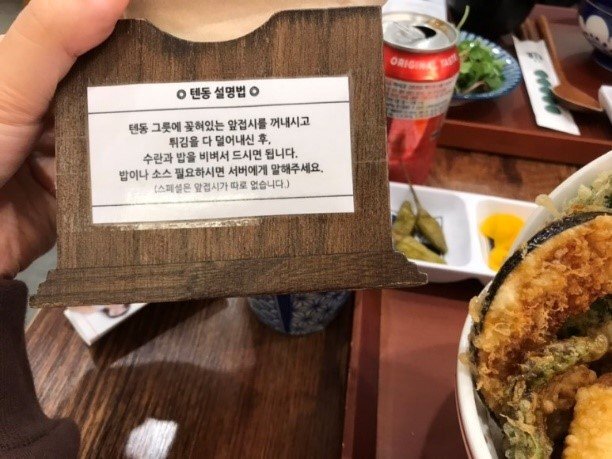 ✪ 텐동 설명법 ✪
텐동 그릇에 꽂혀있는 앞접시를 꺼내시고
튀김을 다 덜어내신 후,
수란과 밥을 비벼서 드시면 됩니다.
밥이나 소스 필요하시면 서버에게 말해주세요.
(스페셜은 앞접시가 따로 없습니다.)
ORIGINAL TASTE